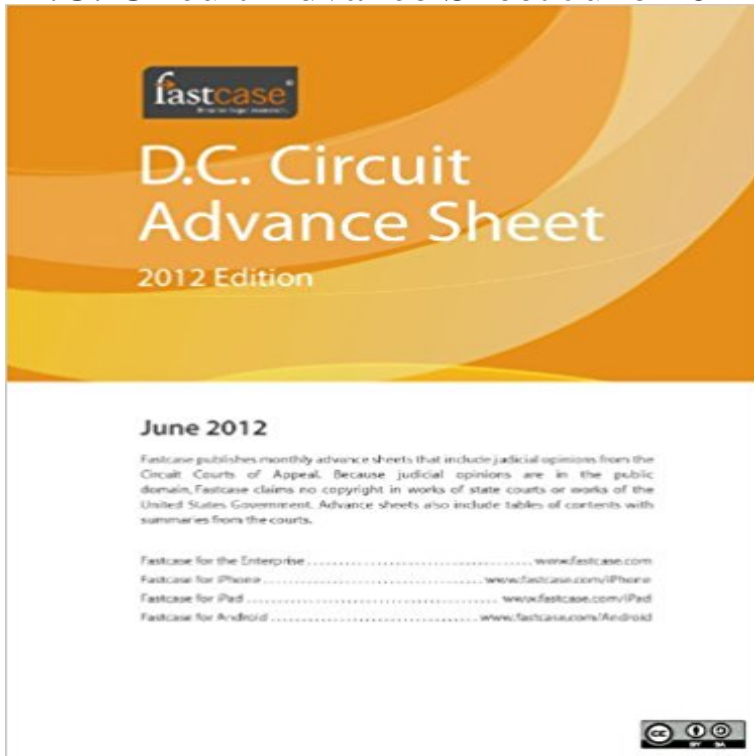 fastcase®
D.C. Circuit
Advance Sheet
2012 Edition
June 2012
Fastcase publishes monthly advance sheets that include judicial opinions from the
Circuit Courts of Appeal. Because judicial opinions are in the public
domain, Fastcase claims no copyright in works of state courts or works of the
United States Government. Advance sheets also include tables of contents with
summaries from the courts.
Fastcase for the Enterprise ........................................ www.fastcase.com
Fastcase for iPhone ........................................ www.fastcase.com/iPhone
Fastcase for iPad ........................................ www.fastcase.com/iPad
Fastcase for Android ........................................ www.fastcase.com/Android
cc
BY SA